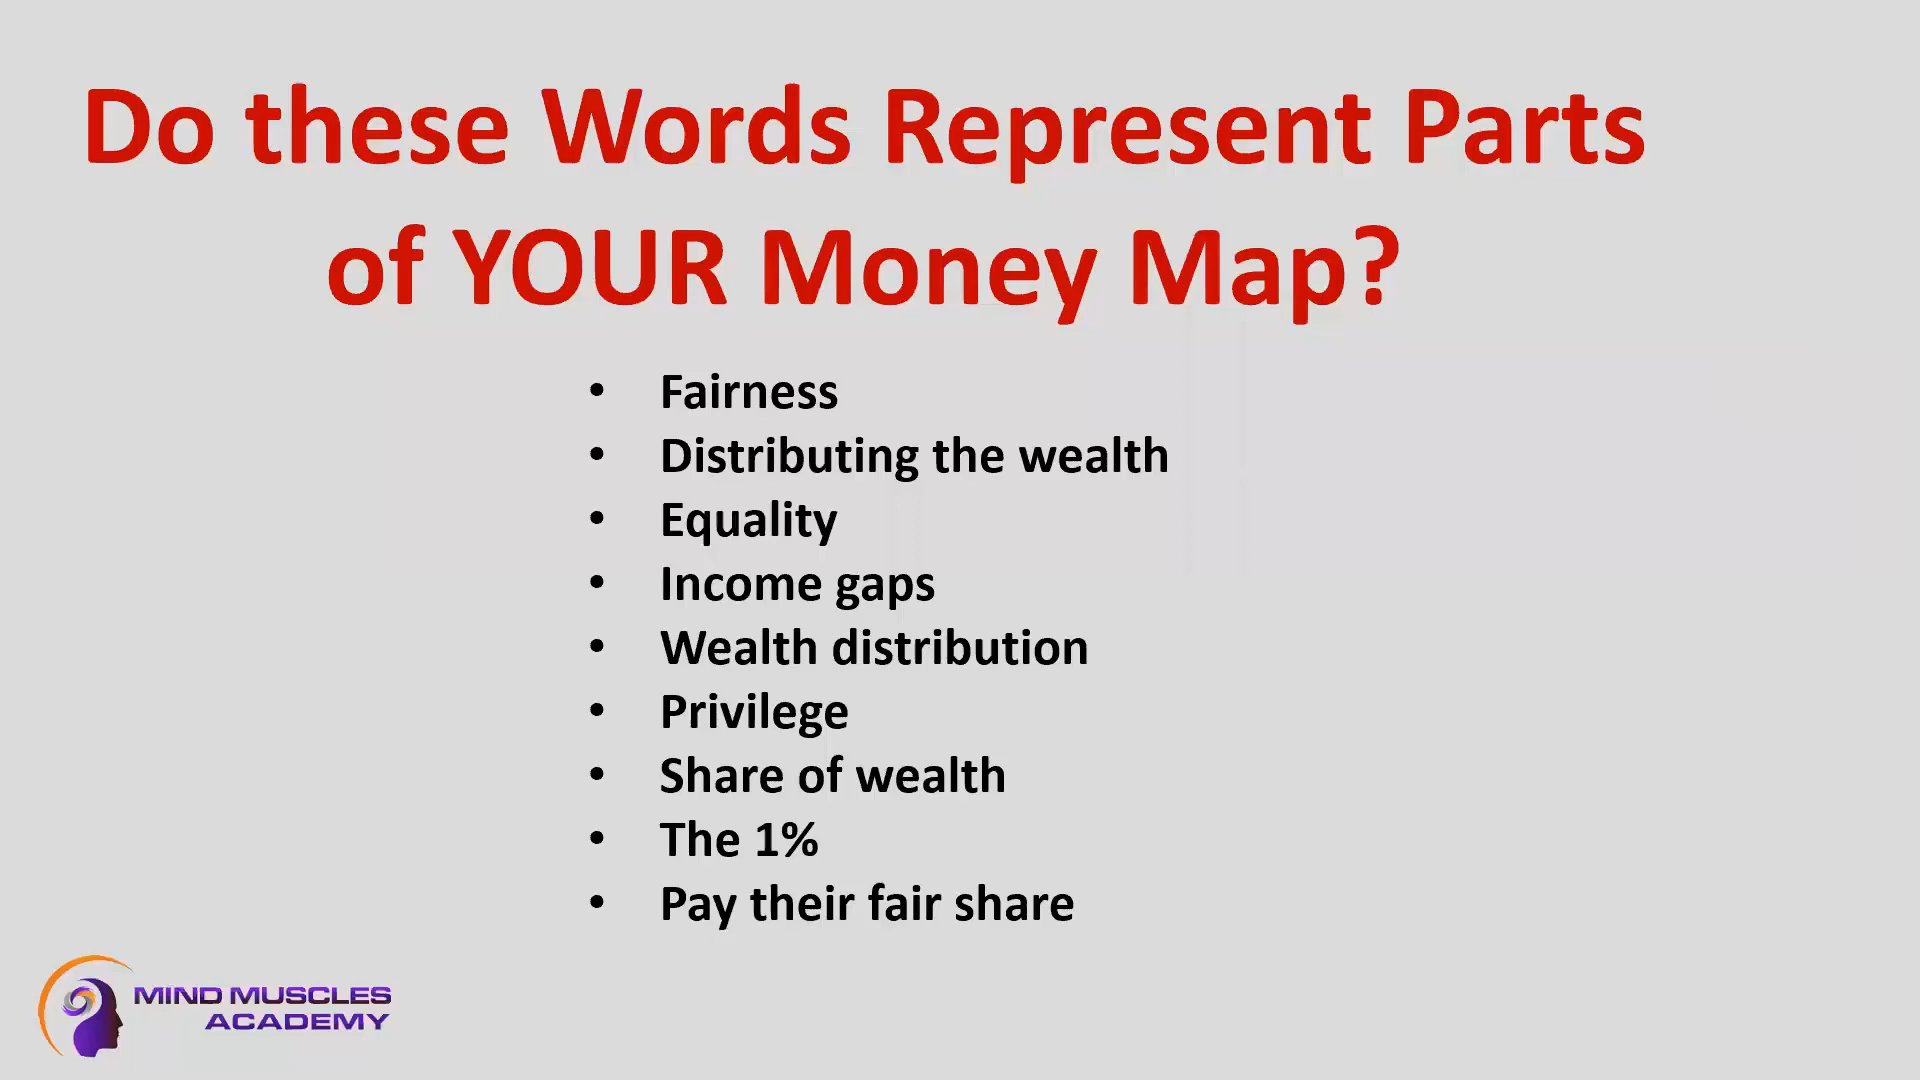 Do these Words Represent Parts
of YOUR Money Map?
• Fairness
• Distributing the wealth
• Equality
• Income gaps
• Wealth distribution
• Privilege
• Share of wealth
• The 1%
• Pay their fair share
MIND MUSCLES
ACADEMY